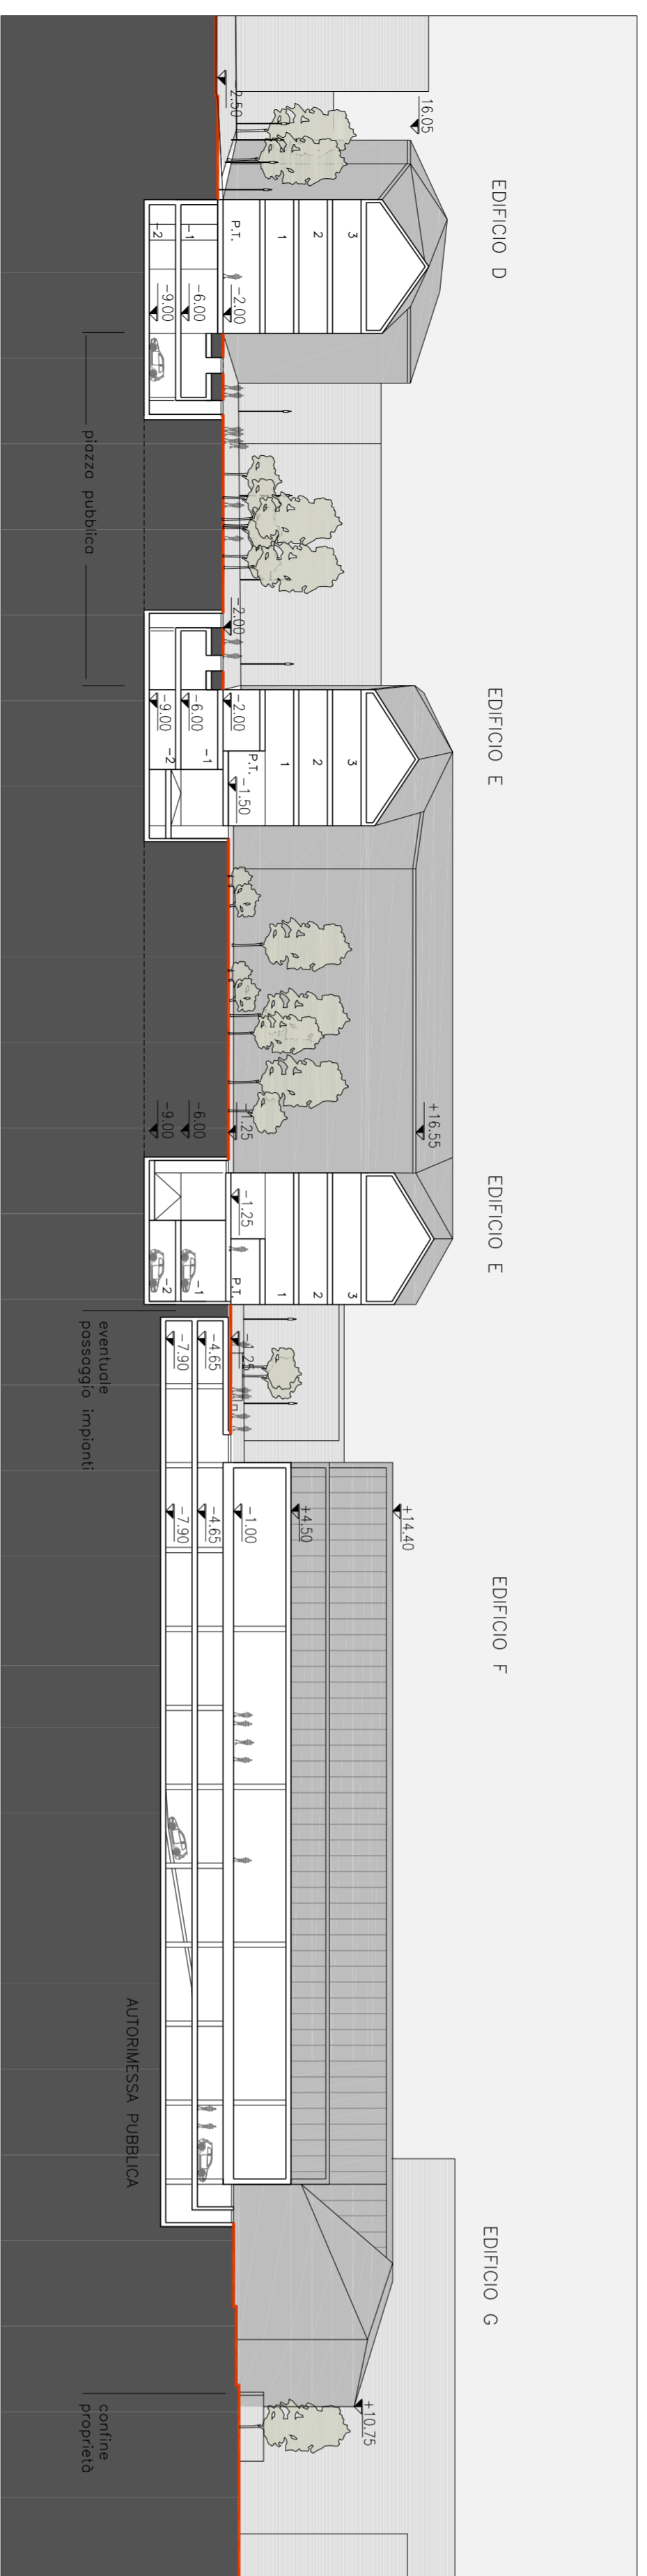 EDIFICIO D
EDIFICIO E
EDIFICIO E
EDIFICIO F
EDIFICIO G
16.05
-2.50
3
2
1
P.T.
-2.00
-1
-6.00
-2
-9.00
piazza pubblica
-2.00
3
2
1
P.T.
-2.00
-1.50
-6.00
-1
-9.00
-2
+16.55
-1.25
-6.00
-9.00
3
2
1
-1.25
P.T.
-1
-2
eventuale
passaggio impianti
-1.25
-4.65
-7.90
+14.40
+4.50
-1.00
-4.65
-7.90
AUTORIMESSA PUBBLICA
+10.75
confine
proprietà